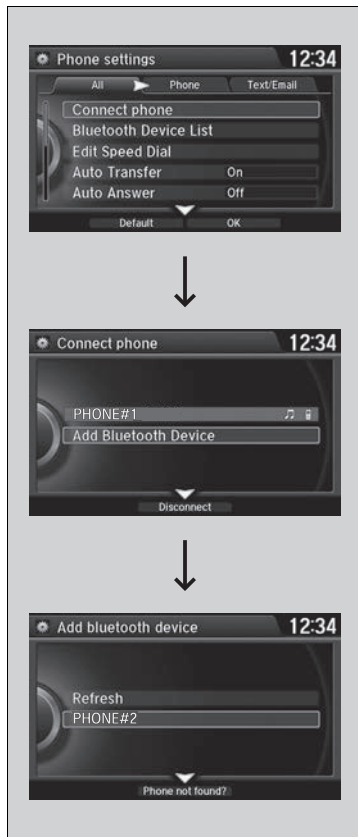 Phone settings 12:34
All Phone Text/Email
Connect phone
Bluetooth Device List
Edit Speed Dial
Auto Transfer On
Auto Answer Off
Default OK
Connect phone 12:34
PHONE#1
Add Bluetooth Device
Disconnect
Add bluetooth device 12:34
Refresh
PHONE#2
Phone not found?